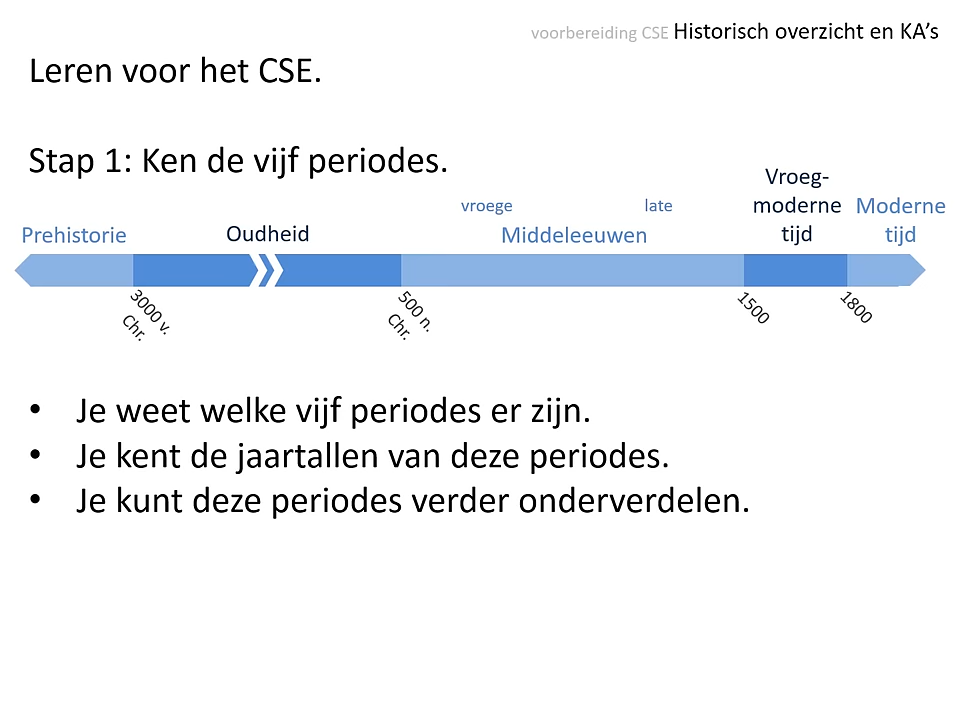 voorbereiding CSE Historisch overzicht en KA’s
Leren voor het CSE.
Stap 1: Ken de vijf periodes.
Prehistorie
Oudheid
vroege
late
Middeleeuwen
Vroeg-
moderne
tijd
Moderne
tijd
3000 v.
Chr.
500 n.
Chr.
1500
1800
• Je weet welke vijf periodes er zijn.
• Je kent de jaartallen van deze periodes.
• Je kunt deze periodes verder onderverdelen.